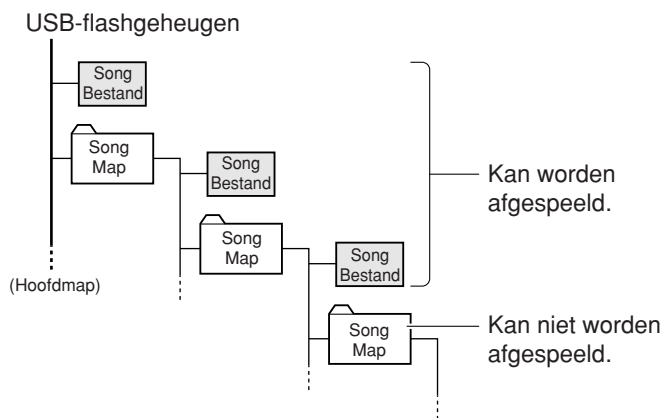 USB-flashgeheugen
Song
Bestand
Song
Map
Song
Bestand
Kan worden
afgespeeld.
Song
Map
Song
Bestand
(Hoofdmap)
Song
Map
Kan niet worden
afgespeeld.